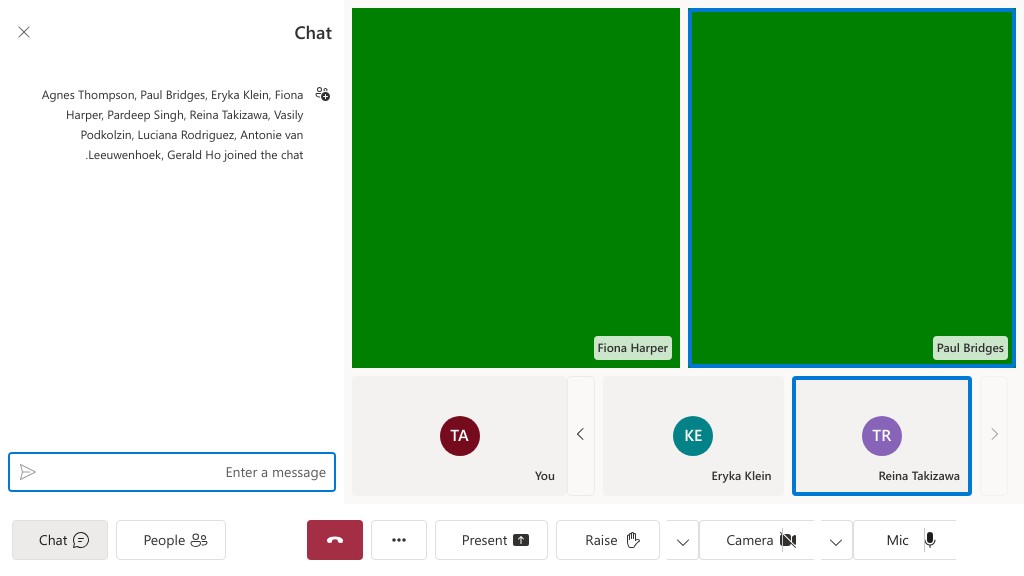 Chat
Agnes Thompson, Paul Bridges, Eryka Klein, Fiona
Harper, Pardeep Singh, Reina Takizawa, Vasily
Podkolzin, Luciana Rodriguez, Antonie van
.Leeuwenhoek, Gerald Ho joined the chat
Enter a message
Fiona Harper
Paul Bridges
TA
You
KE
Eryka Klein
TR
Reina Takizawa
Chat
People
Present
Raise
Camera
Mic